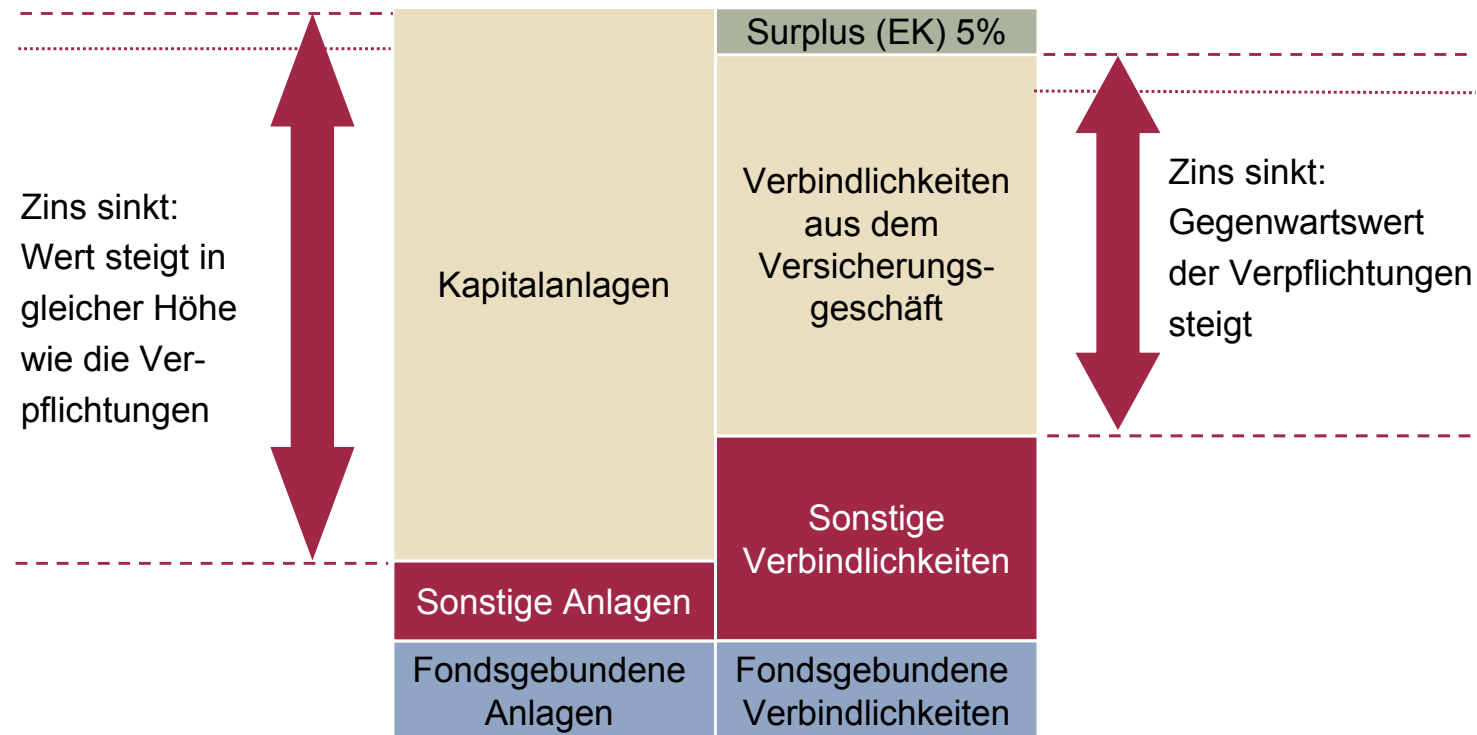 Surplus (EK) 5%
Zins sinkt:
Wert steigt in
gleicher Höhe
wie die Ver-
pflichtungen
Kapitalanlagen
Verbindlichkeiten
aus dem
Versicherungs-
geschäft
Zins sinkt:
Gegenwartswert
der Verpflichtungen
steigt
Sonstige Anlagen
Sonstige
Verbindlichkeiten
Fondsgebundene
Anlagen
Fondsgebundene
Verbindlichkeiten